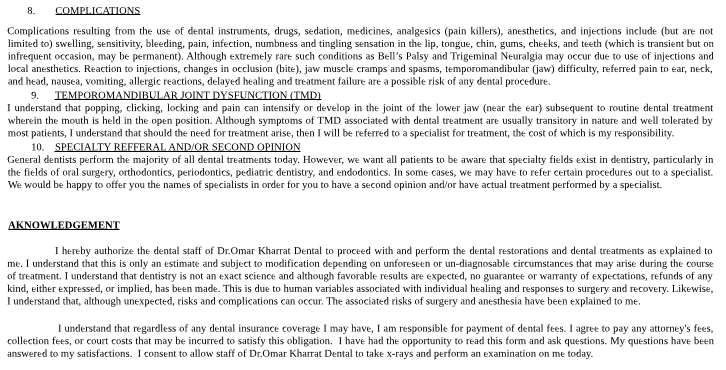 8. COMPLICATIONS
Complications resulting from the use of dental instruments, drugs, sedation, medicines, analgesics (pain killers), anesthetics, and injections include (but are not
limited to) swelling, sensitivity, bleeding, pain, infection, numbness and tingling sensation in the lip, tongue, chin, gums, cheeks, and teeth (which is transient but on
infrequent occasion, may be permanent). Although extremely rare such conditions as Bell's Palsy and Trigeminal Neuralgia may occur due to use of injections and
local anesthetics. Reaction to injections, changes in occlusion (bite), jaw muscle cramps and spasms, temporomandibular (jaw) difficulty, referred pain to ear, neck,
and head, nausea, vomiting, allergic reactions, delayed healing and treatment failure are a possible risk of any dental procedure.
9. TEMPOROMANDIBULAR JOINT DYSFUNCTION (TMD)
I understand that popping, clicking, locking and pain can intensify or develop in the joint of the lower jaw (near the ear) subsequent to routine dental treatment
wherein the mouth is held in the open position. Although symptoms of TMD associated with dental treatment are usually transitory in nature and well tolerated by
most patients, I understand that should the need for treatment arise, then I will be referred to a specialist for treatment, the cost of which is my responsibility.
10. SPECIALTY REFFERAL AND/OR SECOND OPINION
General dentists perform the majority of all dental treatments today. However, we want all patients to be aware that specialty fields exist in dentistry, particularly in
the fields of oral surgery, orthodontics, periodontics, pediatric dentistry, and endodontics. In some cases, we may have to refer certain procedures out to a specialist.
We would be happy to offer you the names of specialists in order for you to have a second opinion and/or have actual treatment performed by a specialist.
AKNOWLEDGEMENT
I hereby authorize the dental staff of Dr.Omar Kharrat Dental to proceed with and perform the dental restorations and dental treatments as explained to
me. I understand that this is only an estimate and subject to modification depending on unforeseen or un-diagnosable circumstances that may arise during the course
of treatment. I understand that dentistry is not an exact science and although favorable results are expected, no guarantee or warranty of expectations, refunds of any
kind, either expressed, or implied, has been made. This is due to human variables associated with individual healing and responses to surgery and recovery. Likewise,
I understand that, although unexpected, risks and complications can occur. The associated risks of surgery and anesthesia have been explained to me.
I understand that regardless of any dental insurance coverage I may have, I am responsible for payment of dental fees. I agree to pay any attorney's fees,
collection fees, or court costs that may be incurred to satisfy this obligation. I have had the opportunity to read this form and ask questions. My questions have been
answered to my satisfactions. I consent to allow staff of Dr.Omar Kharrat Dental to take x-rays and perform an examination on me today.